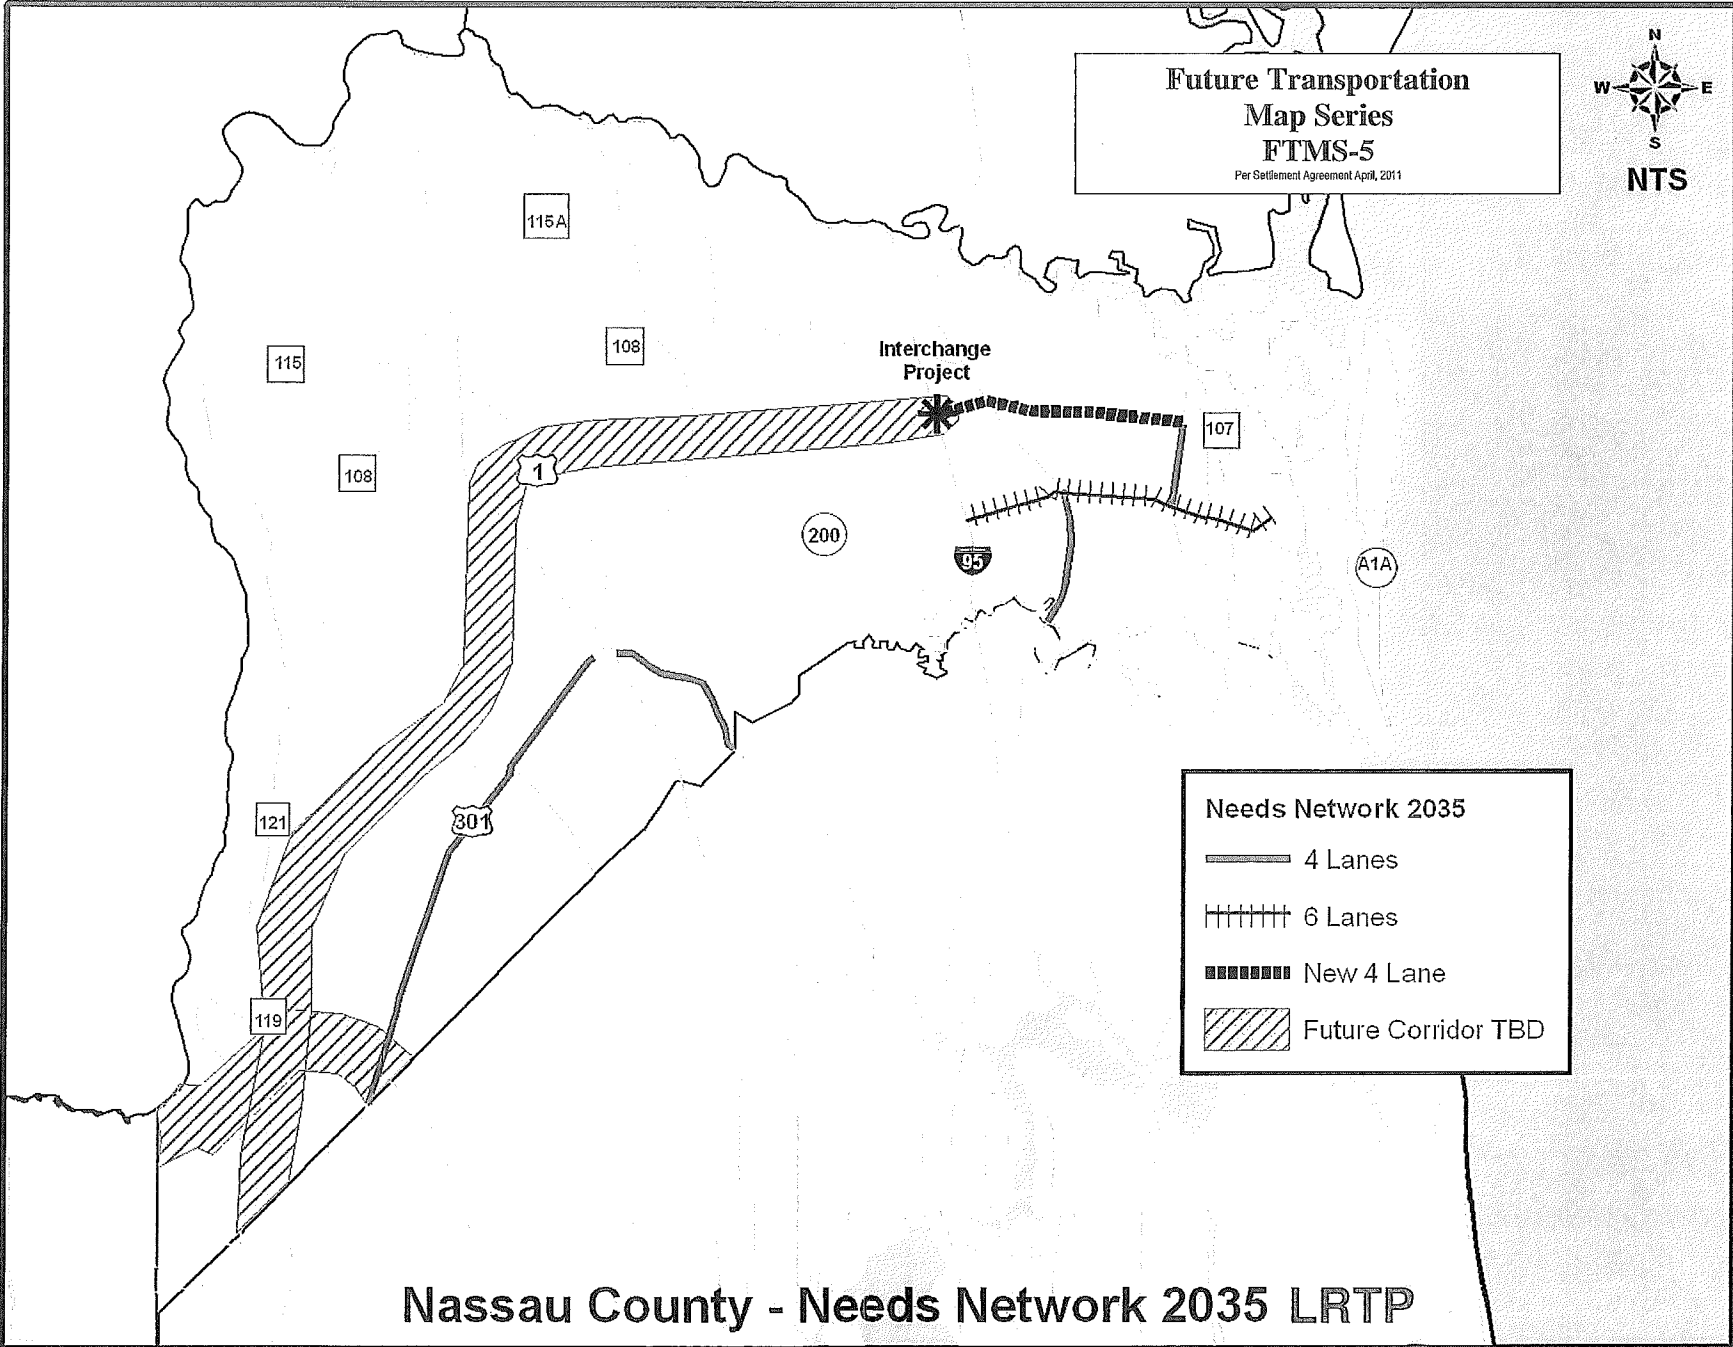 Future Transportation
Map Series
FTMS-5
Per Settlement Agreement April, 2011
N
W
E
S
NTS
115A
115
108
Interchange
Project
108
1
107
200
95
A1A
121
301
119
Needs Network 2035
4 Lanes
6 Lanes
New 4 Lane
Future Corridor TBD
Nassau County - Needs Network 2035 LRTP